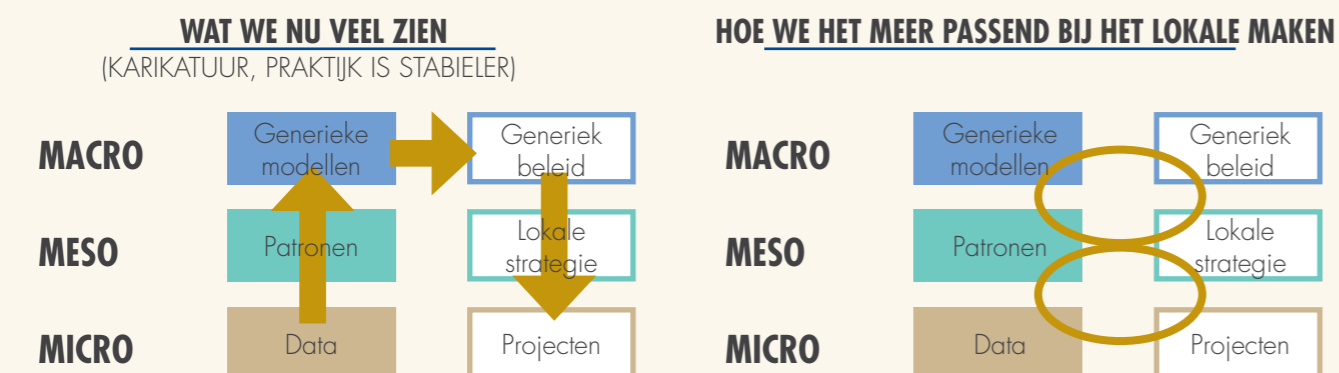 WAT WE NU VEEL ZIEN
(KARIKATUUR, PRAKTIJK IS STABIELER)
MACRO
Generieke
modellen
Generiek
beleid
MESO
Patronen
Lokale
strategie
MICRO
Data
Projecten
HOE WE HET MEER PASSEND BIJ HET LOKALE MAKEN
MACRO
Generieke
modellen
Generiek
beleid
MESO
Patronen
Lokale
strategie
MICRO
Data
Projecten